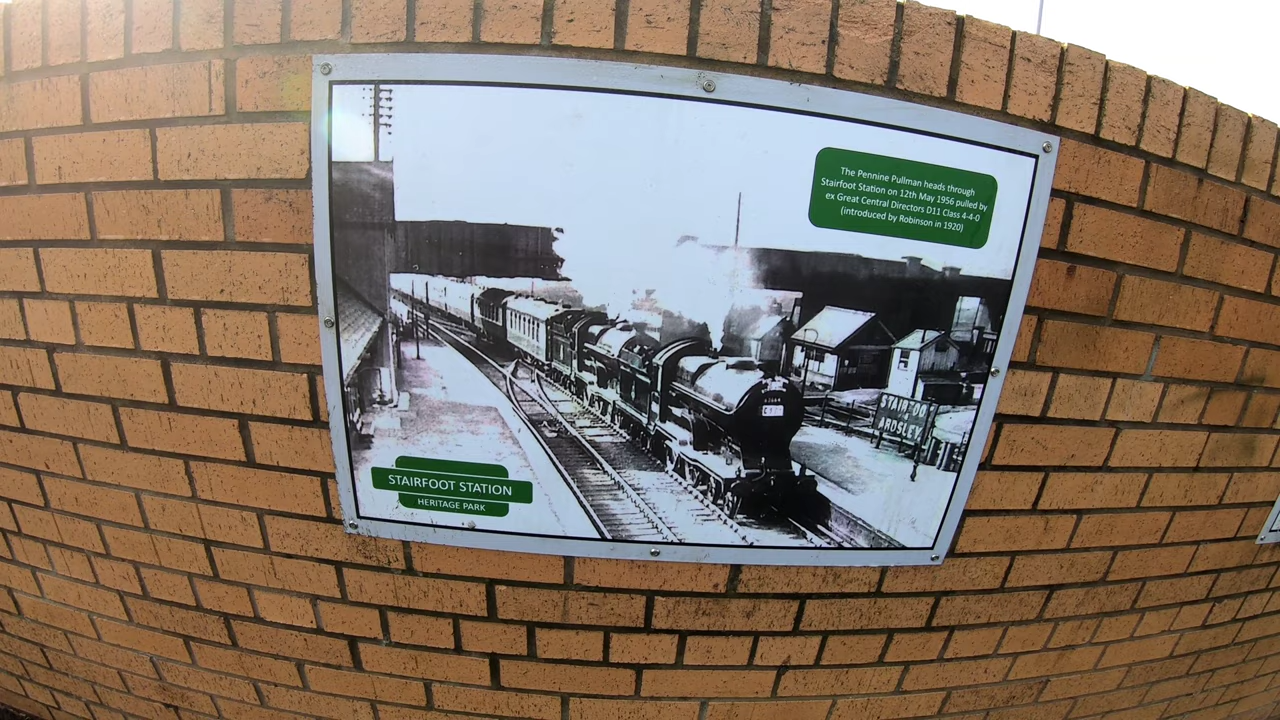 The Pennine Pullman heads through
Stairfoot Station on 12th May 1956 pulled by
ex Great Central Directors D11 Class 4-4-0
(introduced by Robinson in 1920)
STAIRFOO
ARDSLEY
STAIRFOOT STATION
HERITAGE PARK